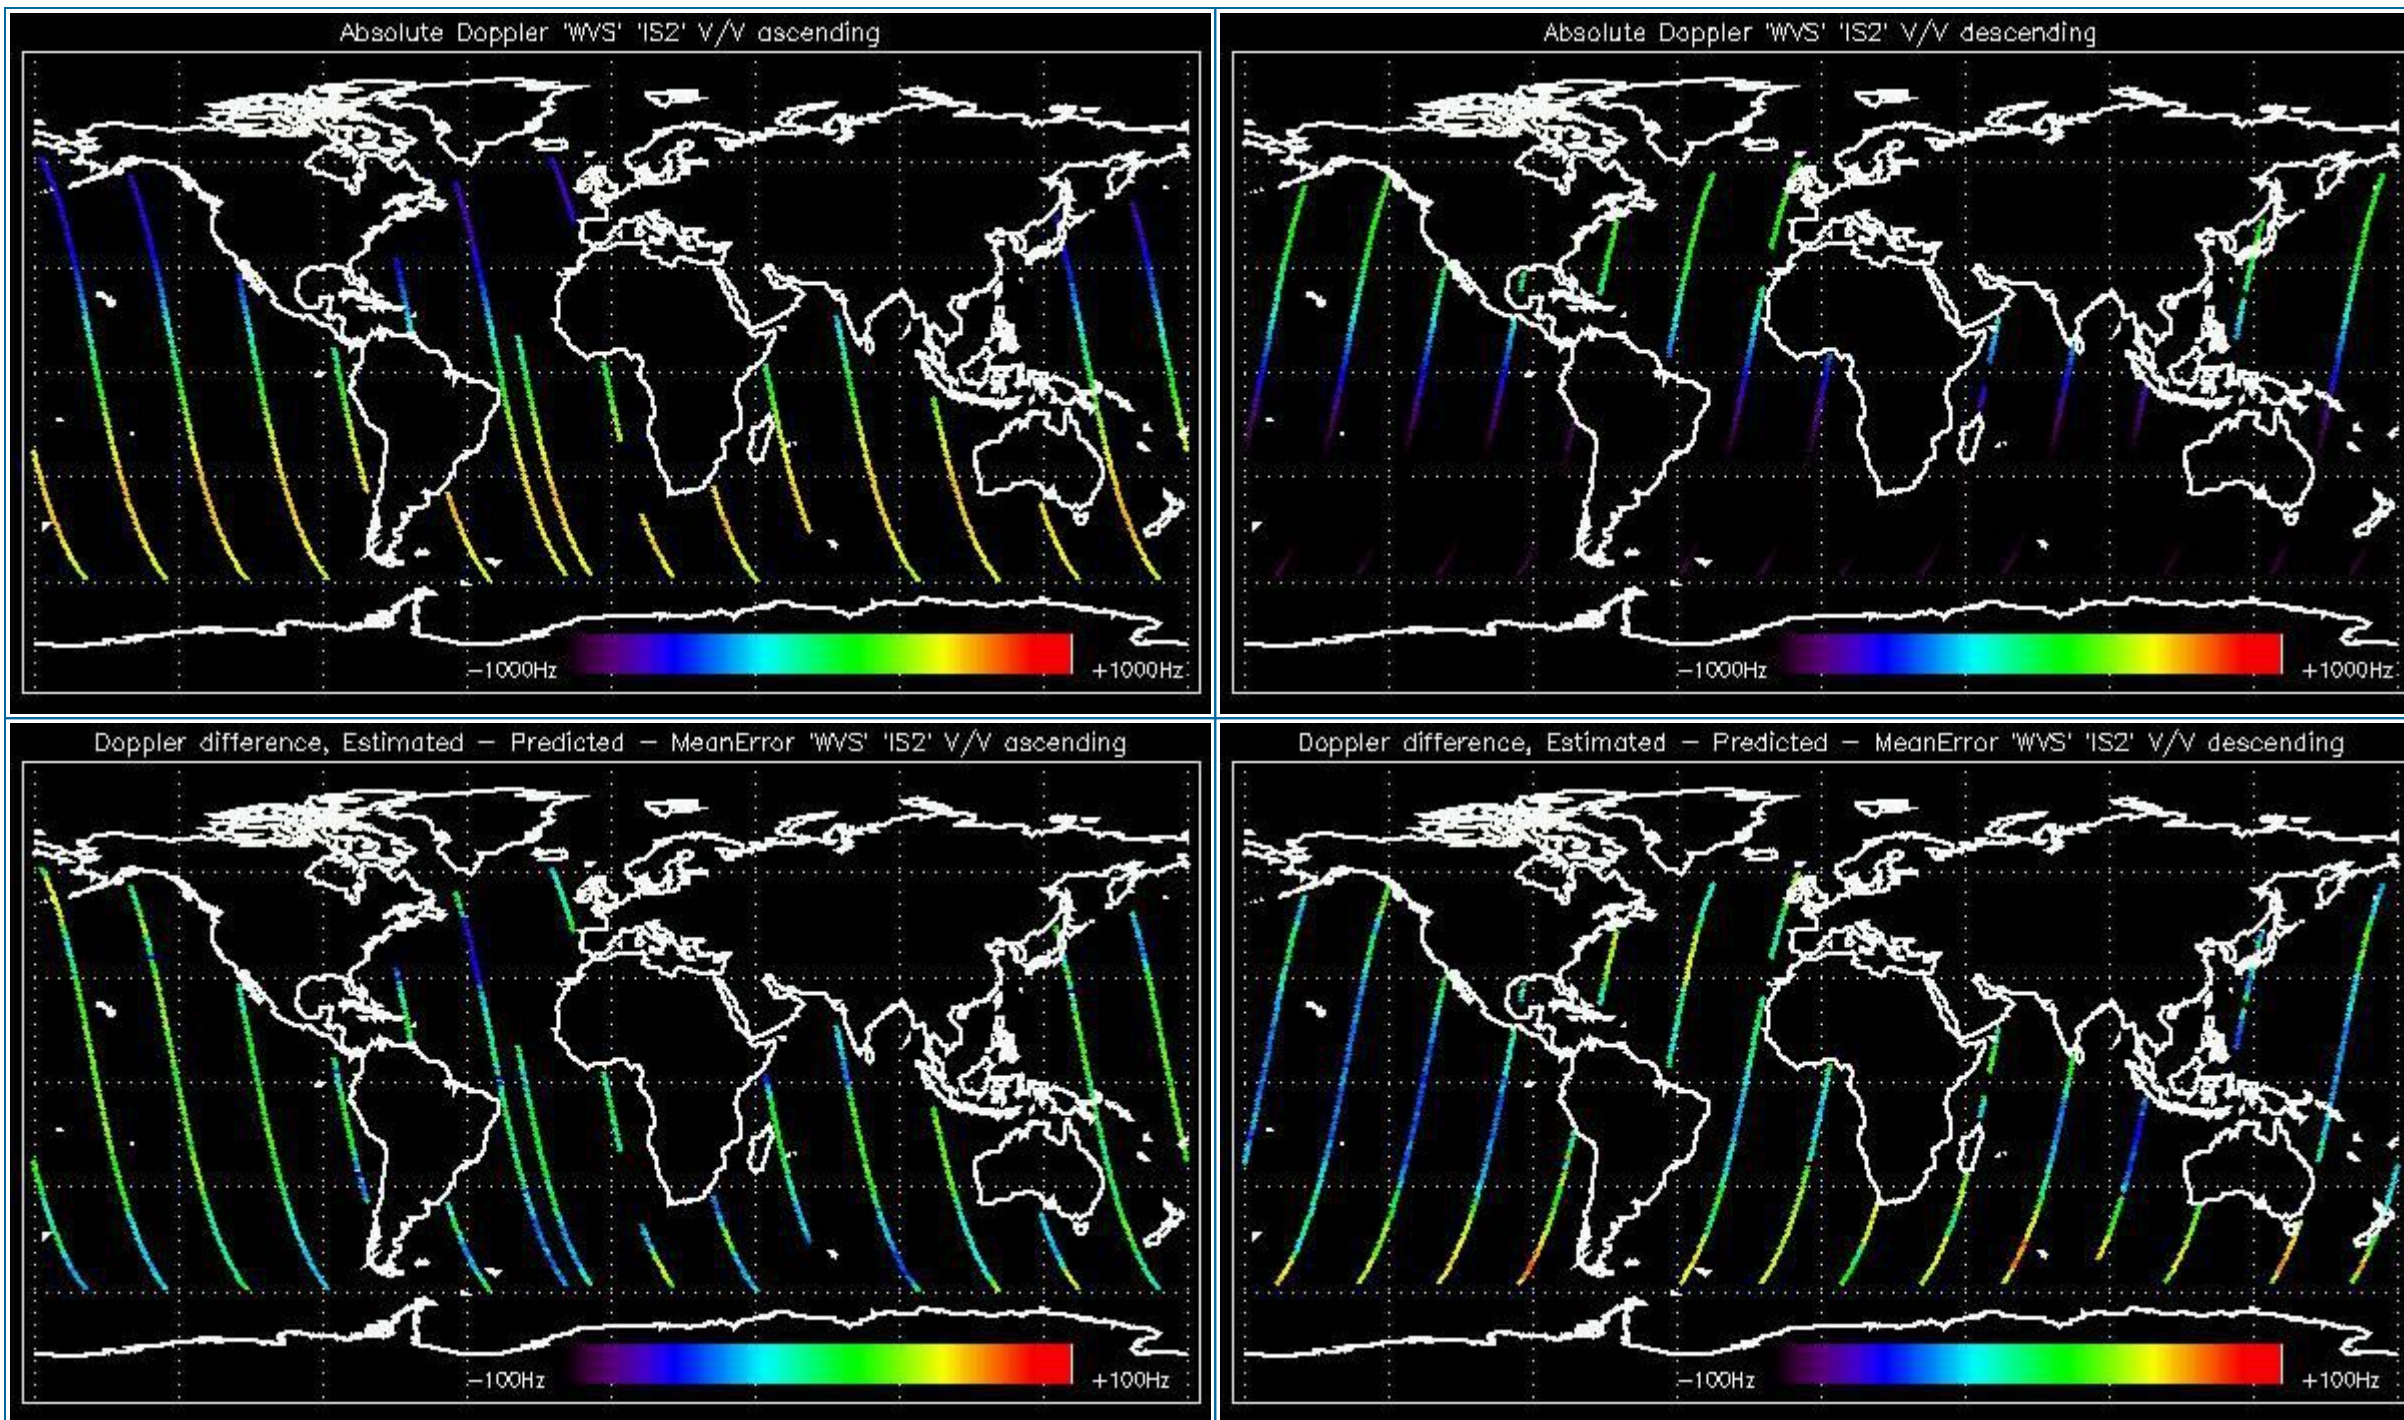 Absolute Doppler 'WVS' 'IS2' V/V ascending
-1000Hz
+1000Hz
Absolute Doppler 'WVS' 'IS2' V/V descending
-1000Hz
+1000Hz
Doppler difference, Estimated - Predicted - MeanError 'WVS' 'IS2' V/V ascending
-100Hz
+100Hz
Doppler difference, Estimated - Predicted - MeanError 'WVS' 'IS2' V/V descending
-100Hz
+100Hz